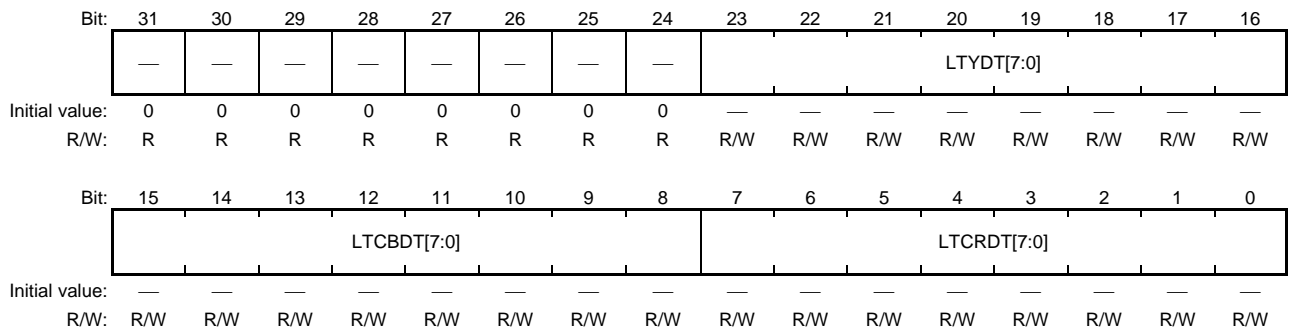 Bit: 31 30 29 28 27 26 25 24 23 22 21 20 19 18 17 16
— — — — — — — — LTYDT[7:0]
Initial value: 0 0 0 0 0 0 0 0 — — — — — — — —
R/W: R R R R R R R R R/W R/W R/W R/W R/W R/W R/W R/W
Bit: 15 14 13 12 11 10 9 8 7 6 5 4 3 2 1 0
LTCBDT[7:0] LTCRDT[7:0]
Initial value: — — — — — — — — — — — — — — — —
R/W: R/W R/W R/W R/W R/W R/W R/W R/W R/W R/W R/W R/W R/W R/W R/W R/W